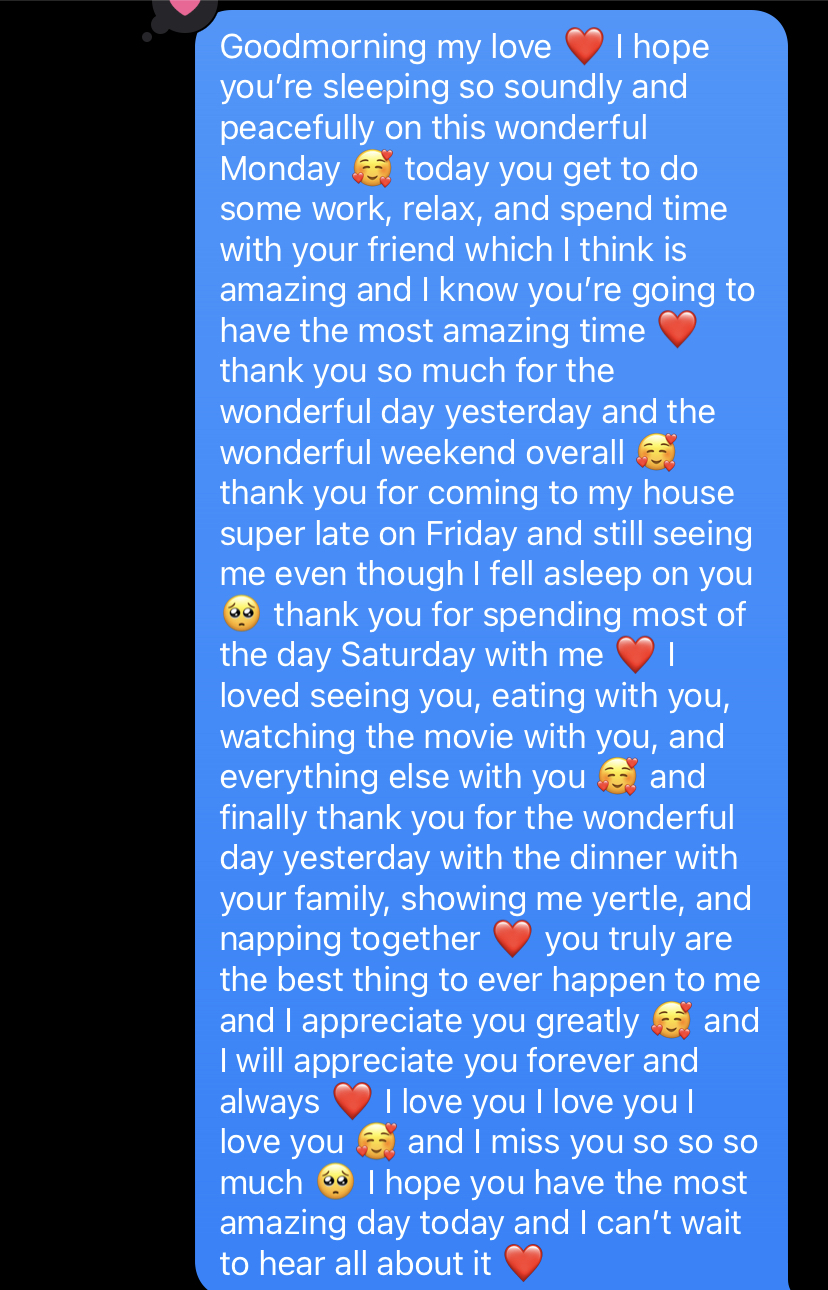 Goodmorning my love ❤️ I hope
you’re sleeping so soundly and
peacefully on this wonderful
Monday 🥰 today you get to do
some work, relax, and spend time
with your friend which I think is
amazing and I know you’re going to
have the most amazing time ❤️
thank you so much for the
wonderful day yesterday and the
wonderful weekend overall 🥰
thank you for coming to my house
super late on Friday and still seeing
me even though I fell asleep on you
🥺 thank you for spending most of
the day Saturday with me ❤️ I
loved seeing you, eating with you,
watching the movie with you, and
everything else with you 🥰 and
finally thank you for the wonderful
day yesterday with the dinner with
your family, showing me yertle, and
napping together ❤️ you truly are
the best thing to ever happen to me
and I appreciate you greatly 🥰 and
I will appreciate you forever and
always ❤️ I love you I love you I
love you 🥰 and I miss you so so so
much 🥺 I hope you have the most
amazing day today and I can’t wait
to hear all about it ❤️